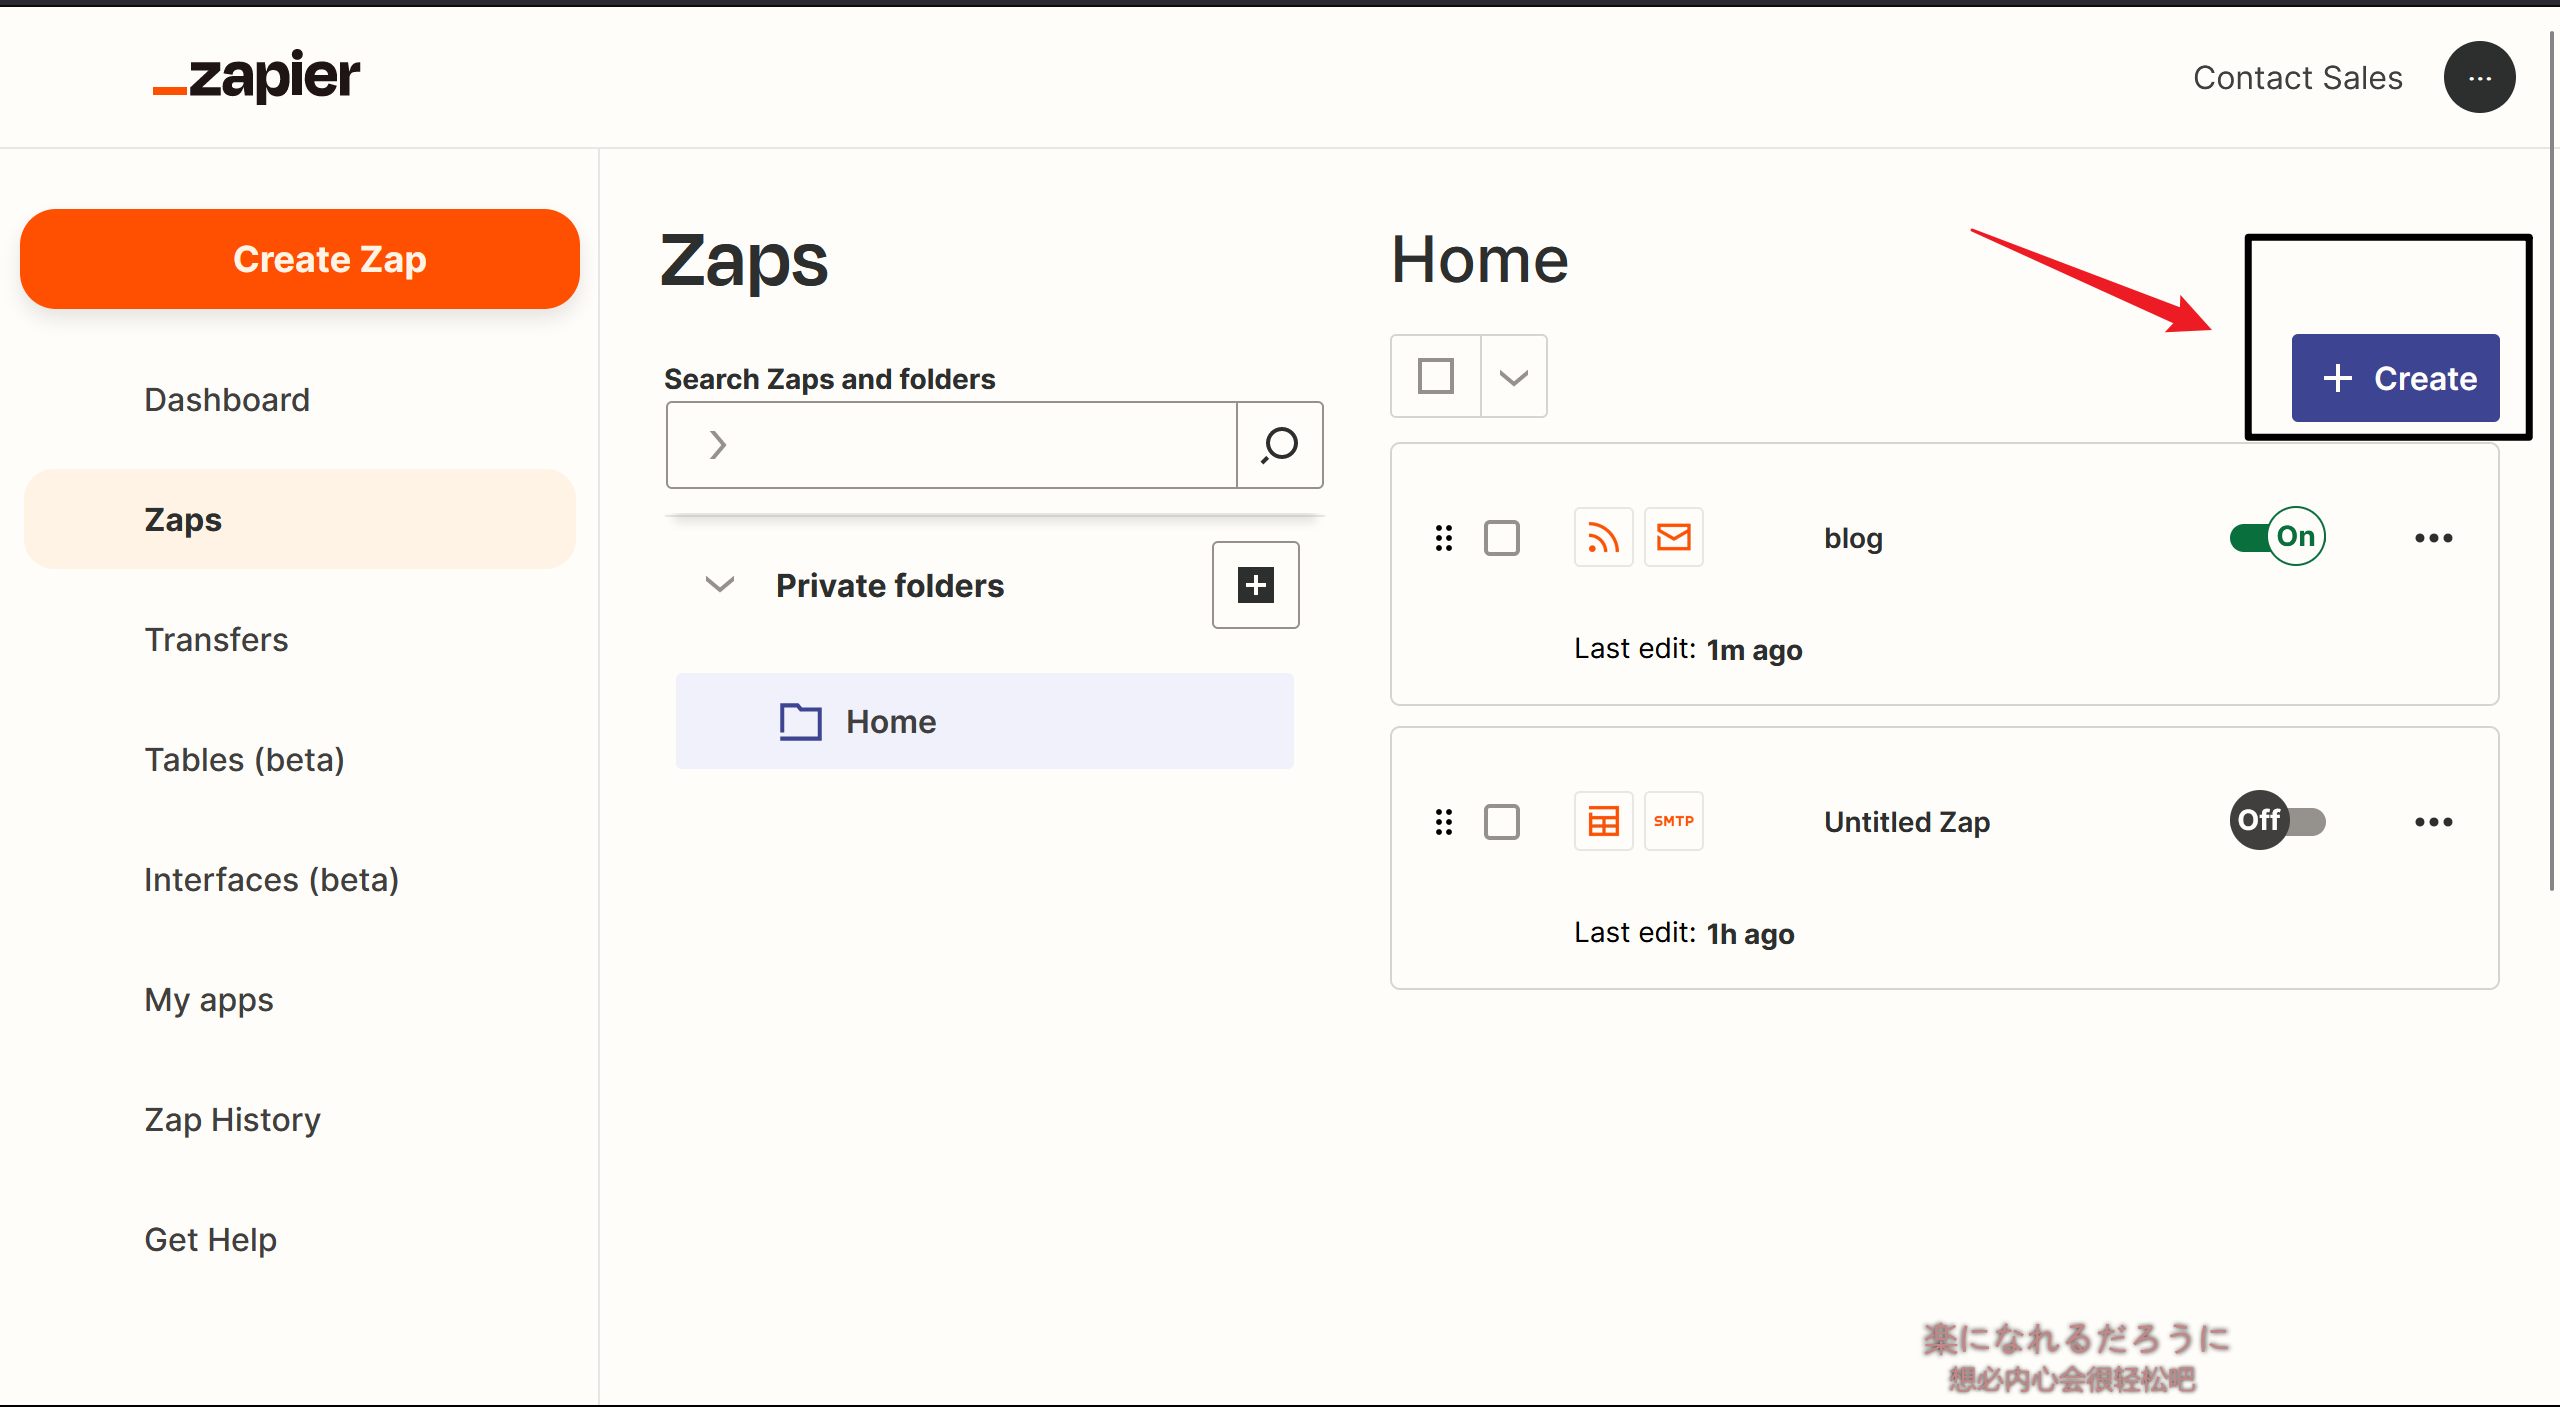 zapier
Contact Sales
Create Zap
Dashboard
Zaps
Transfers
Tables (beta)
Interfaces (beta)
My apps
Zap History
Get Help
Zaps
Search Zaps and folders
Private folders
Home
Home
Create
blog
On
Last edit: 1m ago
SMTP
Untitled Zap
Off
Last edit: 1h ago
楽になれるだろうに
想必内心会很轻松吧